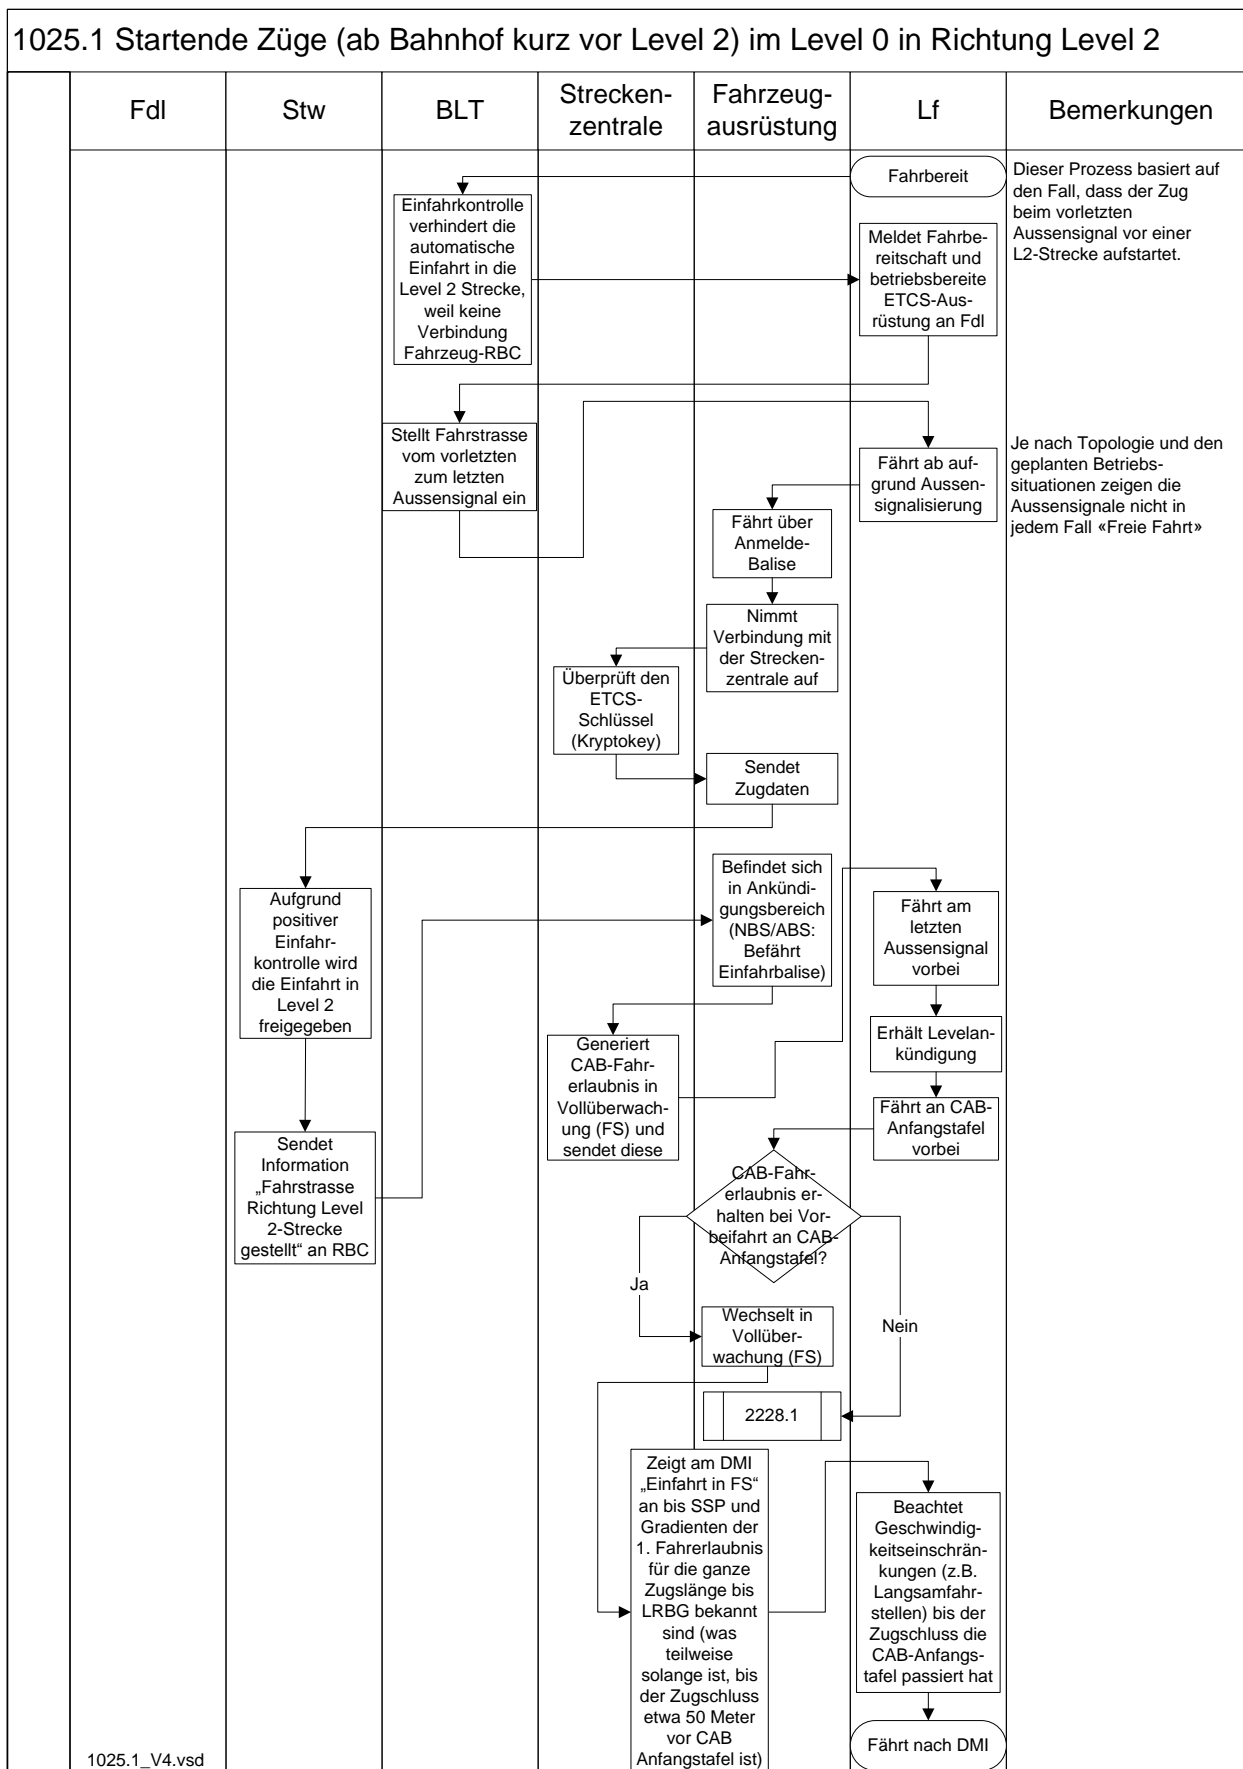 1025.1 Startende Züge (ab Bahnhof kurz vor Level 2) im Level 0 in Richtung Level 2
Fdl
Stw
BLT
Strecken-
zentrale
Fahrzeug-
ausrüstung
Lf
Bemerkungen
Fahrbereit
Dieser Prozess basiert auf
den Fall, dass der Zug
beim vorletzten
Aussensignal vor einer
L2-Strecke aufstartet.
Einfahrkontrolle
verhindert die
automatische
Einfahrt in die
Level 2 Strecke,
weil keine
Verbindung
Fahrzeug-RBC
Meldet Fahrbe-
reitschaft und
betriebsbereite
ETCS-Aus-
rüstung an Fdl
Stellt Fahrstrasse
vom vorletzten
zum letzten
Aussensignal ein
Fährt ab auf-
grund Aussen-
signalisierung
Je nach Topologie und den
geplanten Betriebs-
situationen zeigen die
Aussensignale nicht in
jedem Fall «Freie Fahrt»
Fährt über
Anmelde-
Balise
Nimmt
Verbindung mit
der Strecken-
zentrale auf
Überprüft den
ETCS-
Schlüssel
(Kryptokey)
Sendet
Zugdaten
Aufgrund
positiver
Einfahr-
kontrolle wird
die Einfahrt in
Level 2
freigegeben
Befindet sich
in Ankündi-
gungsbereich
(NBS/ABS:
Befährt
Einfahrbalise)
Fährt am
letzten
Aussensignal
vorbei
Generiert
CAB-Fahr-
erlaubnis in
Vollüberwach-
ung (FS) und
sendet diese
Erhält Levelan-
kündigung
Fährt an CAB-
Anfangstafel
vorbei
Sendet
Information
„Fahrstrasse
Richtung Level
2-Strecke
gestellt“ an RBC
CAB-Fahr-
erlaubnis er-
halten bei Vor-
beifahrt an CAB-
Anfangstafel?
Ja
Nein
Wechselt in
Vollüber-
wachung (FS)
2228.1
Zeigt am DMI
„Einfahrt in FS“
an bis SSP und
Gradienten der
1. Fahrerlaubnis
für die ganze
Zugslänge bis
LRBG bekannt
sind (was
teilweise
solange ist, bis
der Zugschluss
etwa 50 Meter
vor CAB
Anfangstafel ist)
Beachtet
Geschwindig-
keitseinschrän-
kungen (z.B.
Langsamfahr-
stellen) bis der
Zugschluss die
CAB-Anfangs-
tafel passiert hat
Fährt nach DMI
1025.1_V4.vsd